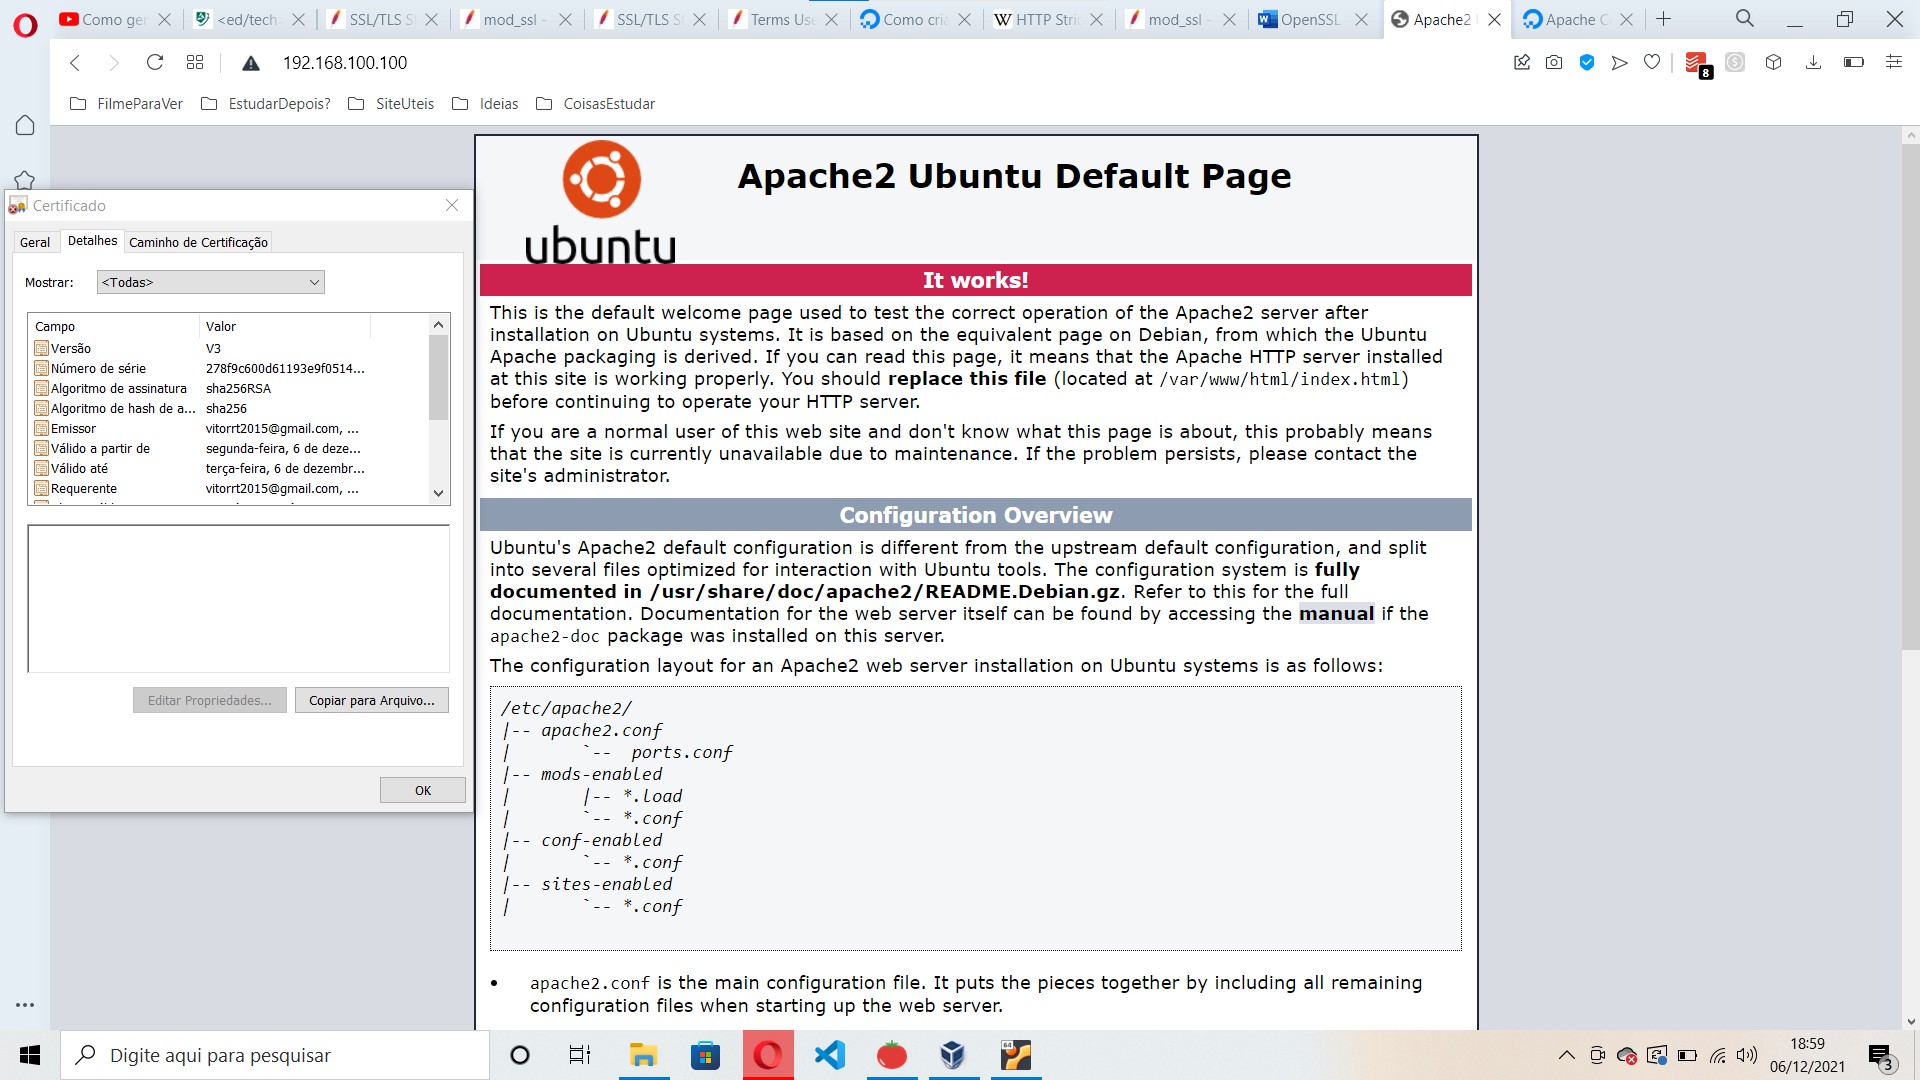 Como ger
<ed/tech
SSL/TLS S
mod_ssl -
SSL/TLS S
Terms Use
Como cria
W HTTP Stri
mod_ssl -
OpenSSL
Apache2
Apache C
192.168.100.100
8
FilmeParaVer
EstudarDepois?
SiteUteis
Ideias
CoisasEstudar
Certificado
Geral
Detalhes
Caminho de Certificação
Mostrar:
<Todas>
Campo Valor
Versão V3
Número de série 278f9c600d61193e9f0514...
Algoritmo de assinatura sha256RSA
Algoritmo de hash de a... sha256
Emissor vitorrt2015@gmail.com, ...
Válido a partir de segunda-feira, 6 de deze...
Válido até terça-feira, 6 de dezembr...
Requerente vitorrt2015@gmail.com, ...
Editar Propriedades...
Copiar para Arquivo...
OK
ubuntu
Apache2 Ubuntu Default Page
It works!
This is the default welcome page used to test the correct operation of the Apache2 server after
installation on Ubuntu systems. It is based on the equivalent page on Debian, from which the Ubuntu
Apache packaging is derived. If you can read this page, it means that the Apache HTTP server installed
at this site is working properly. You should replace this file (located at /var/www/html/index.html)
before continuing to operate your HTTP server.
If you are a normal user of this web site and don't know what this page is about, this probably means
that the site is currently unavailable due to maintenance. If the problem persists, please contact the
site's administrator.
Configuration Overview
Ubuntu's Apache2 default configuration is different from the upstream default configuration, and split
into several files optimized for interaction with Ubuntu tools. The configuration system is fully
documented in /usr/share/doc/apache2/README.Debian.gz. Refer to this for the full
documentation. Documentation for the web server itself can be found by accessing the manual if the
apache2-doc package was installed on this server.
The configuration layout for an Apache2 web server installation on Ubuntu systems is as follows:
/etc/apache2/
|-- apache2.conf
|       `--  ports.conf
|-- mods-enabled
|       |-- *.load
|       `-- *.conf
|-- conf-enabled
|       `-- *.conf
|-- sites-enabled
|       `-- *.conf
• apache2.conf is the main configuration file. It puts the pieces together by including all remaining
configuration files when starting up the web server.
Digite aqui para pesquisar
64
18:59
06/12/2021
3